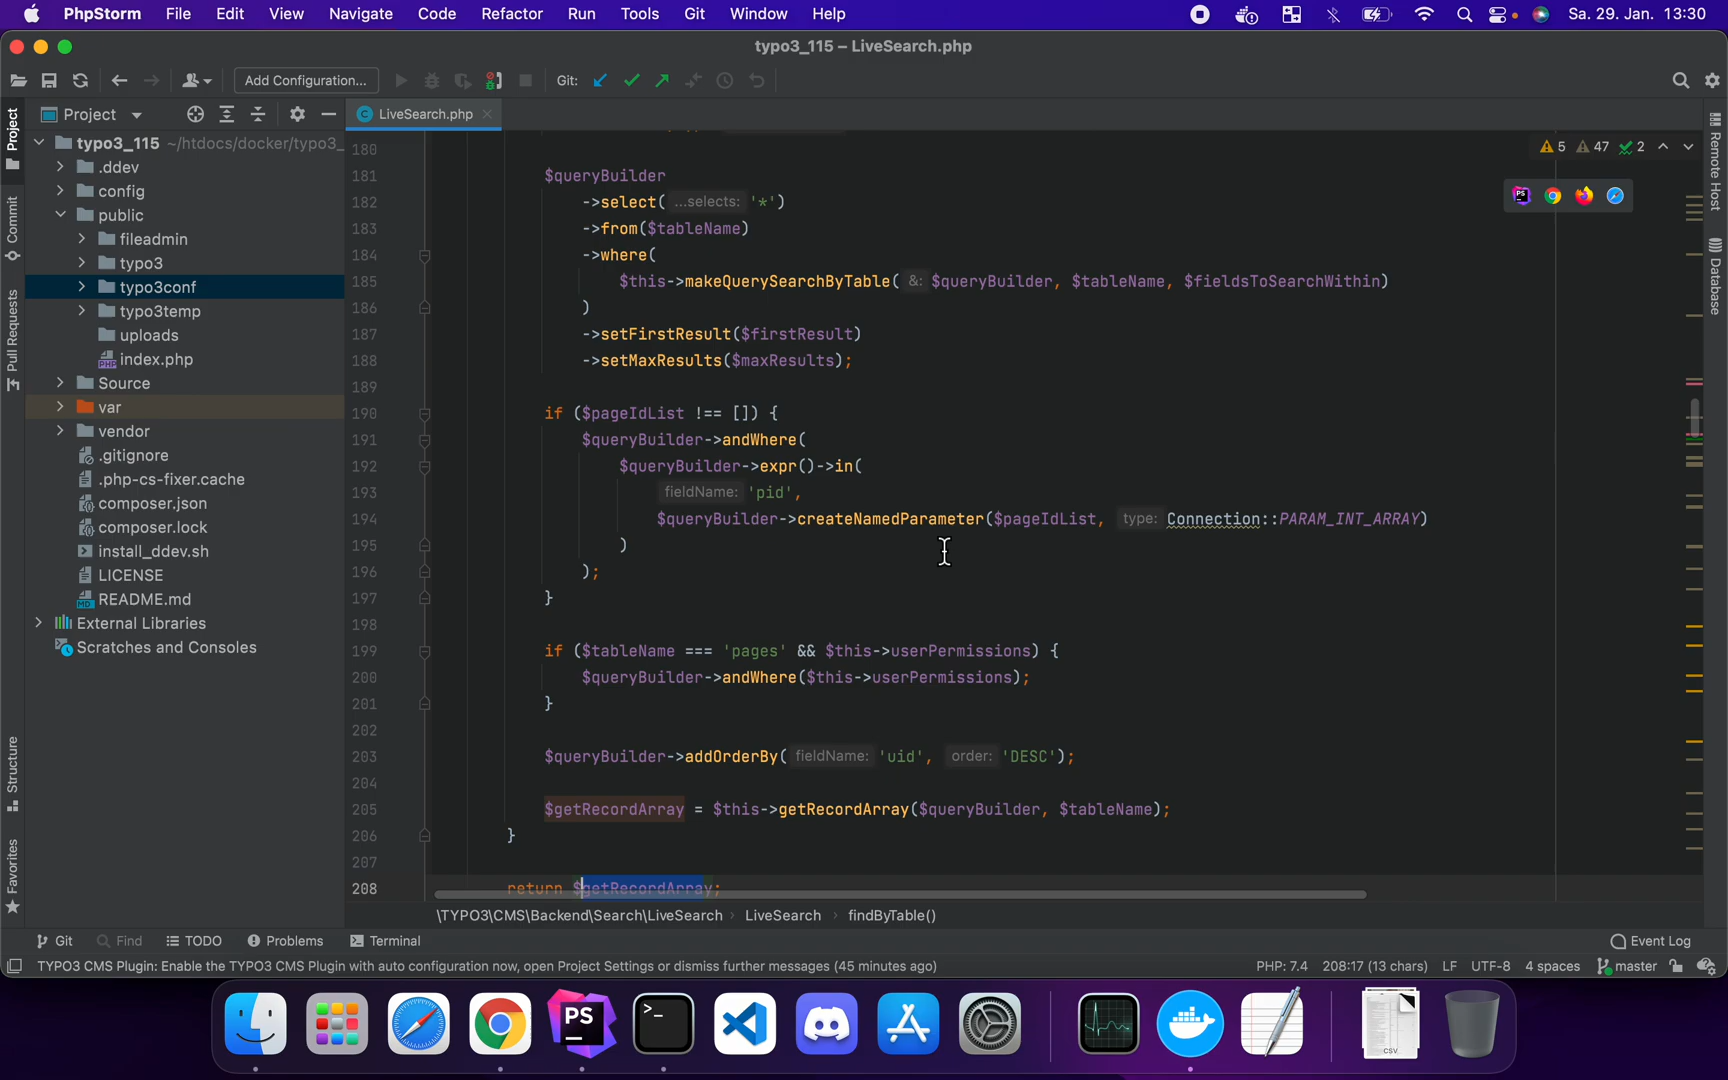 PhpStorm File Edit View Navigate Code Refactor Run Tools Git Window Help Sa. 29. Jan. 13:30
typo3_115 – LiveSearch.php
Add Configuration... Git:
Project LiveSearch.php
Project
Commit
Pull Requests
Structure
Favorites
Remote Host
Database
typo3_115 ~/htdocs/docker/typo3_
.ddev
config
public
fileadmin
typo3
typo3conf
typo3temp
uploads
index.php
Source
var
vendor
.gitignore
.php-cs-fixer.cache
composer.json
composer.lock
install_ddev.sh
LICENSE
README.md
External Libraries
Scratches and Consoles
5 47 2
180
181 $queryBuilder
182 ->select( ...selects: '*')
183 ->from($tableName)
184 ->where(
185 $this->makeQuerySearchByTable( &: $queryBuilder, $tableName, $fieldsToSearchWithin)
186 )
187 ->setFirstResult($firstResult)
188 ->setMaxResults($maxResults);
189
190 if ($pageIdList !== []) {
191 $queryBuilder->andWhere(
192 $queryBuilder->expr()->in(
193 fieldName: 'pid',
194 $queryBuilder->createNamedParameter($pageIdList, type: Connection::PARAM_INT_ARRAY)
195 )
196 );
197 }
198
199 if ($tableName === 'pages' && $this->userPermissions) {
200 $queryBuilder->andWhere($this->userPermissions);
201 }
202
203 $queryBuilder->addOrderBy( fieldName: 'uid', order: 'DESC');
204
205 $getRecordArray = $this->getRecordArray($queryBuilder, $tableName);
206 }
207
208 return $getRecordArray;
\TYPO3\CMS\Backend\Search\LiveSearch › LiveSearch › findByTable()
Git Find TODO Problems Terminal Event Log
TYPO3 CMS Plugin: Enable the TYPO3 CMS Plugin with auto configuration now, open Project Settings or dismiss further messages (45 minutes ago) PHP: 7.4 208:17 (13 chars) LF UTF-8 4 spaces master
PS
CSV